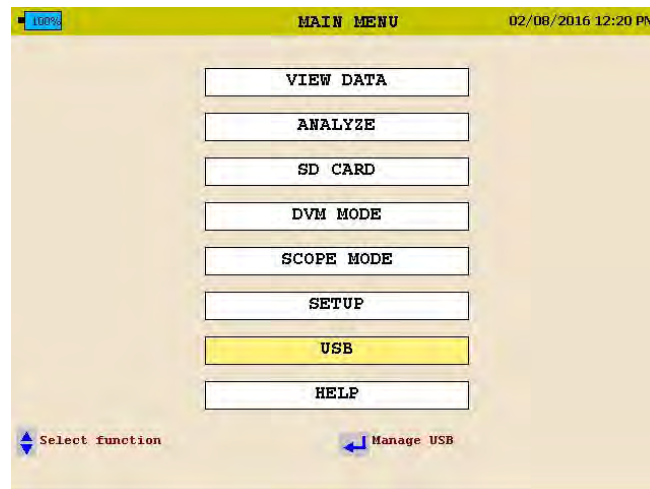 100% MAIN MENU 02/08/2016 12:20 PM
VIEW DATA
ANALYZE
SD CARD
DVM MODE
SCOPE MODE
SETUP
USB
HELP
Select function Manage USB